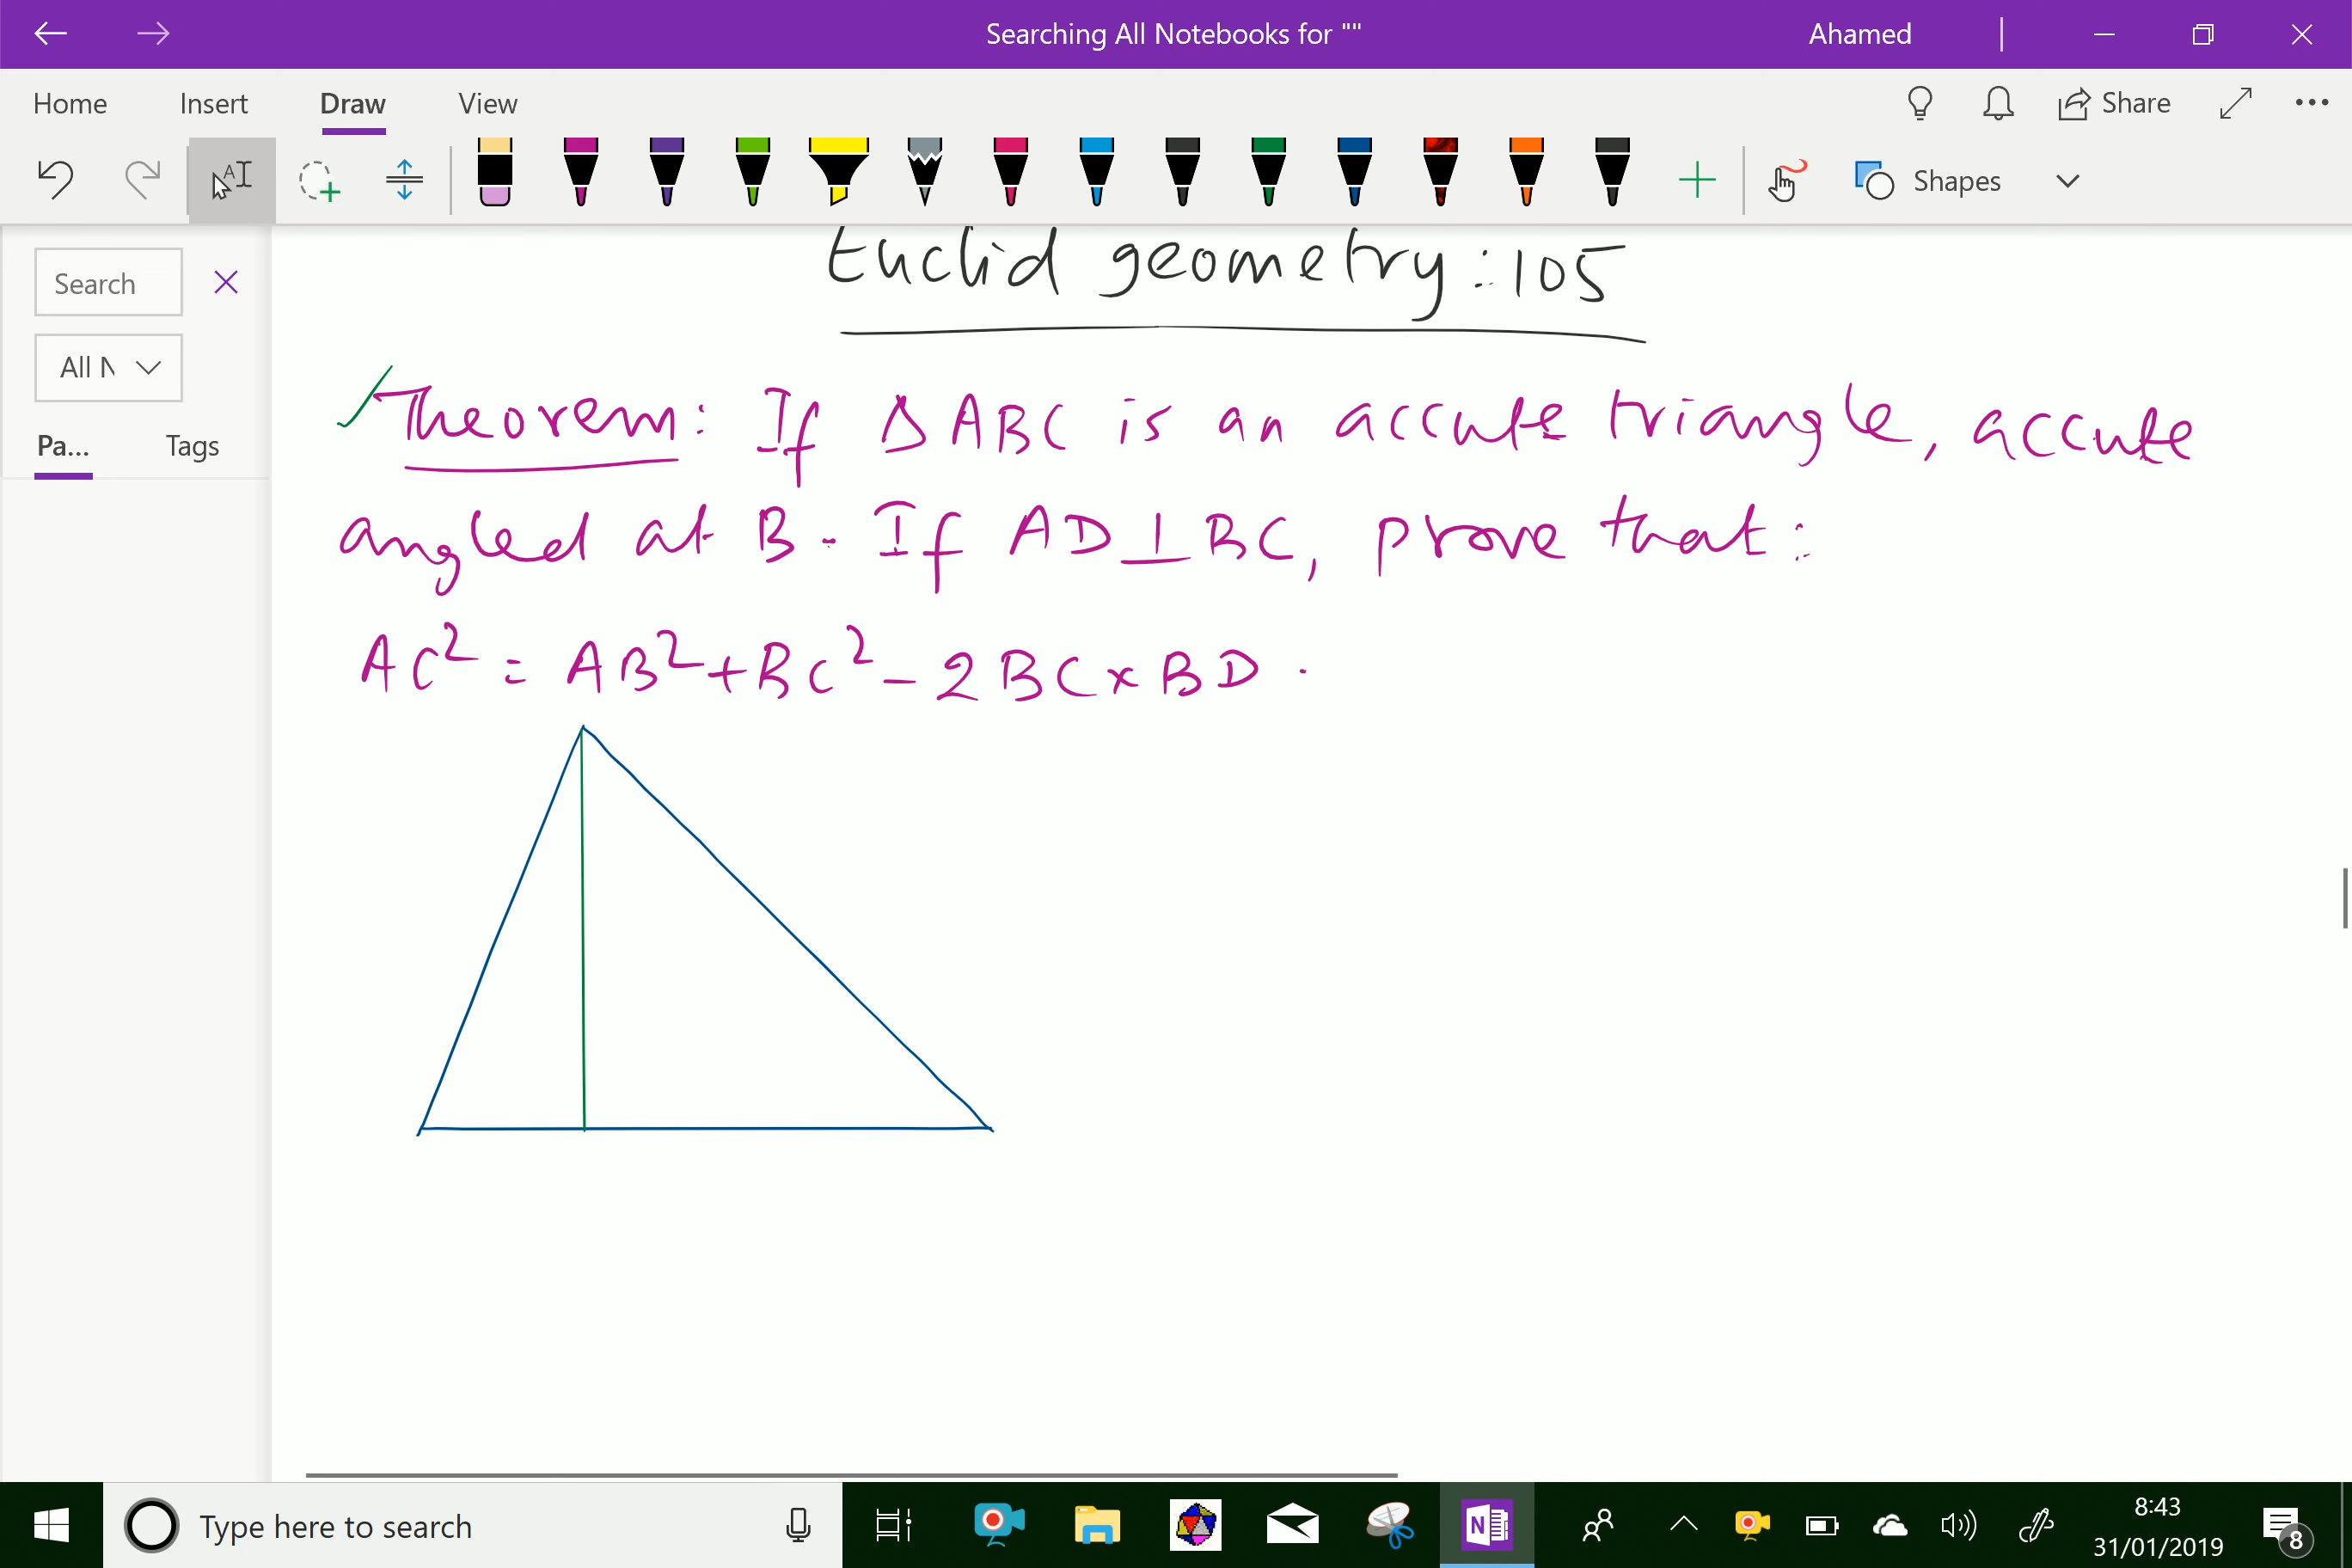 Searching All Notebooks for ""
Ahamed
Home Insert Draw View
Share
Shapes
Search
All N
Pa... Tags
Euclid geometry: 105
Theorem: If Δ ABC is an accute triangle, accute
angled at B. If AD⊥BC, prove that:
AC² = AB²+BC²-2BC×BD.
Type here to search
8:43
31/01/2019
8